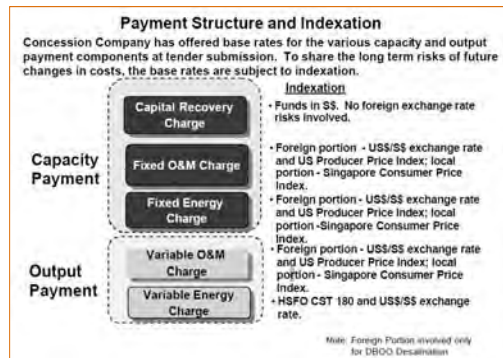 Payment Structure and Indexation
Concession Company has offered base rates for the various capacity and output
payment components at tender submission. To share the long term risks of future
changes in costs, the base rates are subject to indexation.
Capacity
Payment
Capital Recovery
Charge
Fixed O&M Charge
Fixed Energy
Charge
Output
Payment
Variable O&M
Charge
Variable Energy
Charge
Indexation
• Funds in S$. No foreign exchange rate
risks involved.
• Foreign portion - US$/S$ exchange rate
and US Producer Price Index; local
portion - Singapore Consumer Price
Index.
• Foreign portion - US$/S$ exchange rate
and US Producer Price Index; local
portion -Singapore Consumer Price
Index.
• Foreign portion - US$/S$ exchange rate
and US Producer Price Index; local
portion - Singapore Consumer Price
Index.
• HSFO CST 180 and US$/S$ exchange
rate.
Note: Foreign Portion involved only
for DBOO Desalination